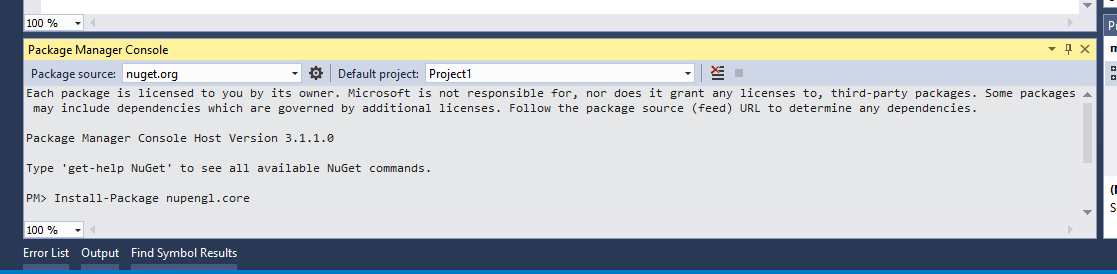 100 %
Package Manager Console
Package source: nuget.org Default project: Project1
Each package is licensed to you by its owner. Microsoft is not responsible for, nor does it grant any licenses to, third-party packages. Some packages
may include dependencies which are governed by additional licenses. Follow the package source (feed) URL to determine any dependencies.
Package Manager Console Host Version 3.1.1.0
Type 'get-help NuGet' to see all available NuGet commands.
PM> Install-Package nupengl.core
100 %
Error List Output Find Symbol Results